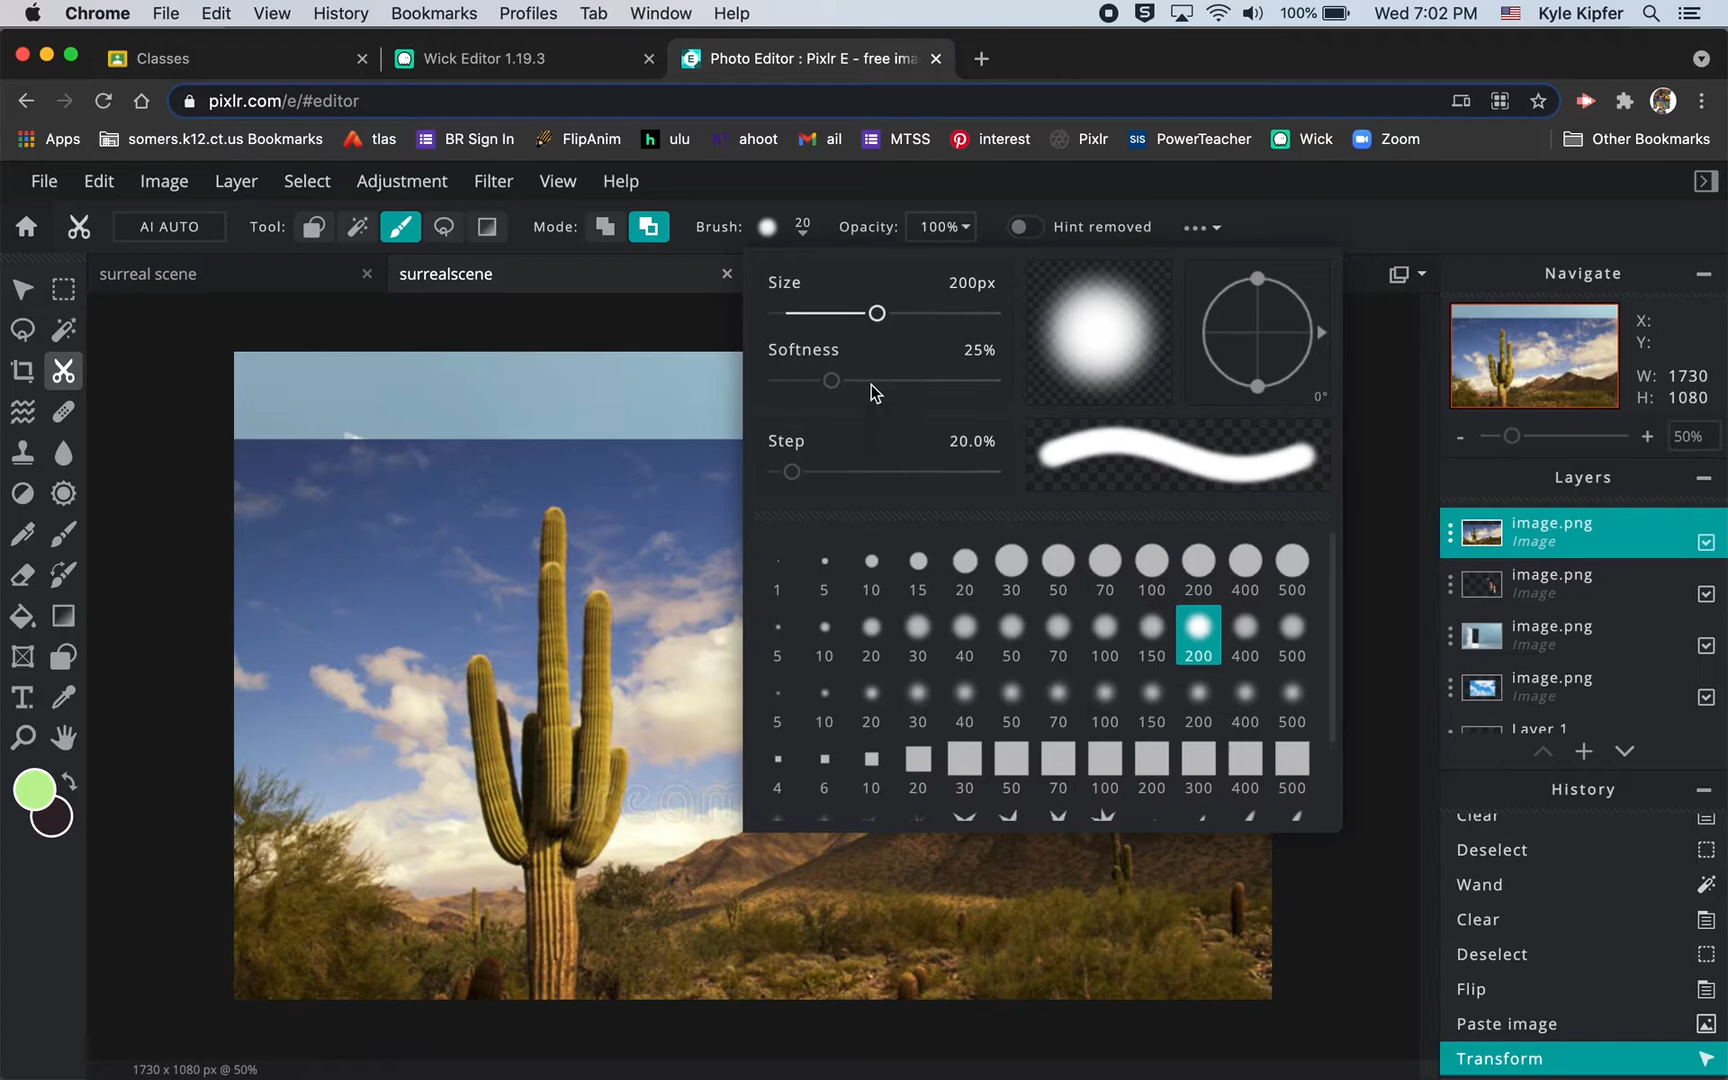 Chrome File Edit View History Bookmarks Profiles Tab Window Help 100% Wed 7:02 PM Kyle Kipfer
Classes Wick Editor 1.19.3 Photo Editor : Pixlr E - free ima
pixlr.com/e/#editor
Apps somers.k12.ct.us Bookmarks tlas BR Sign In FlipAnim ulu ahoot ail MTSS interest Pixlr SIS PowerTeacher Wick Zoom Other Bookmarks
File Edit Image Layer Select Adjustment Filter View Help
AI AUTO Tool: Mode: Brush: 20 Opacity: 100% Hint removed
surreal scene surrealscene
Size 200px
Softness 25%
0°
Step 20.0%
1 5 10 15 20 30 50 70 100 200 400 500
5 10 20 30 40 50 70 100 150 200 400 500
5 10 20 30 40 50 70 100 150 200 400 500
4 6 10 20 30 50 70 100 200 300 400 500
dream
Navigate
X:
Y:
W: 1730
H: 1080
- + 50%
Layers
image.png
Image
image.png
Image
image.png
Image
image.png
Image
Layer 1
History
Clear
Deselect
Wand
Clear
Deselect
Flip
Paste image
Transform
1730 x 1080 px @ 50%